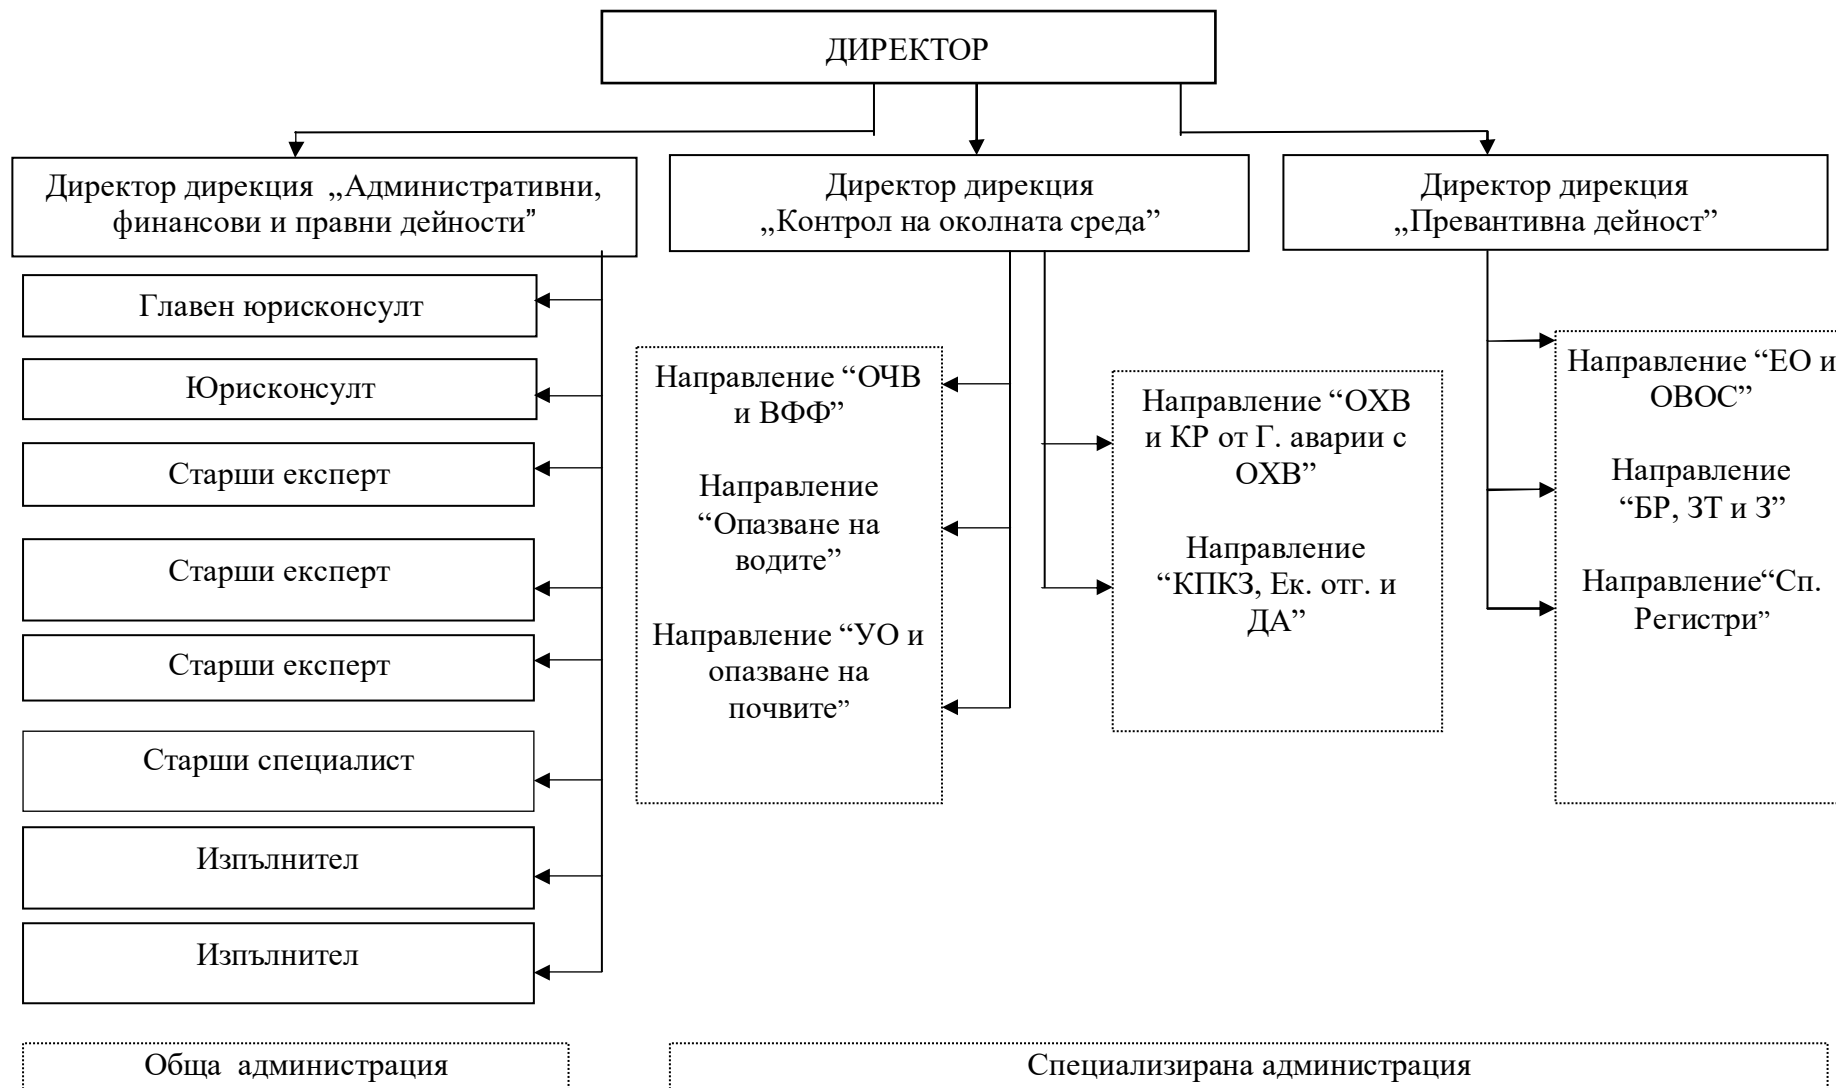 ДИРЕКТОР
Директор дирекция „Административни,
финансови и правни дейности”
Директор дирекция
„Контрол на околната среда”
Директор дирекция
„Превантивна дейност”
Главен юрисконсулт
Юрисконсулт
Старши експерт
Старши експерт
Старши експерт
Старши специалист
Изпълнител
Изпълнител
Направление “ОЧВ
и ВФФ”
Направление
“Опазване на
водите”
Направление “УО и
опазване на
почвите”
Направление “ОХВ
и КР от Г. аварии с
ОХВ”
Направление
“КПКЗ, Ек. отг. и
ДА”
Направление “ЕО и
ОВОС”
Направление
“БР, ЗТ и З”
Направление“Сп.
Регистри”
Обща администрация
Специализирана администрация